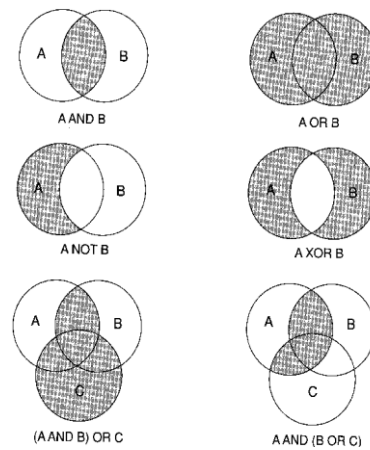 A B A B
A AND B A OR B
A B A B
A NOT B A XOR B
A B A B
C C
(A AND B) OR C A AND (B OR C)